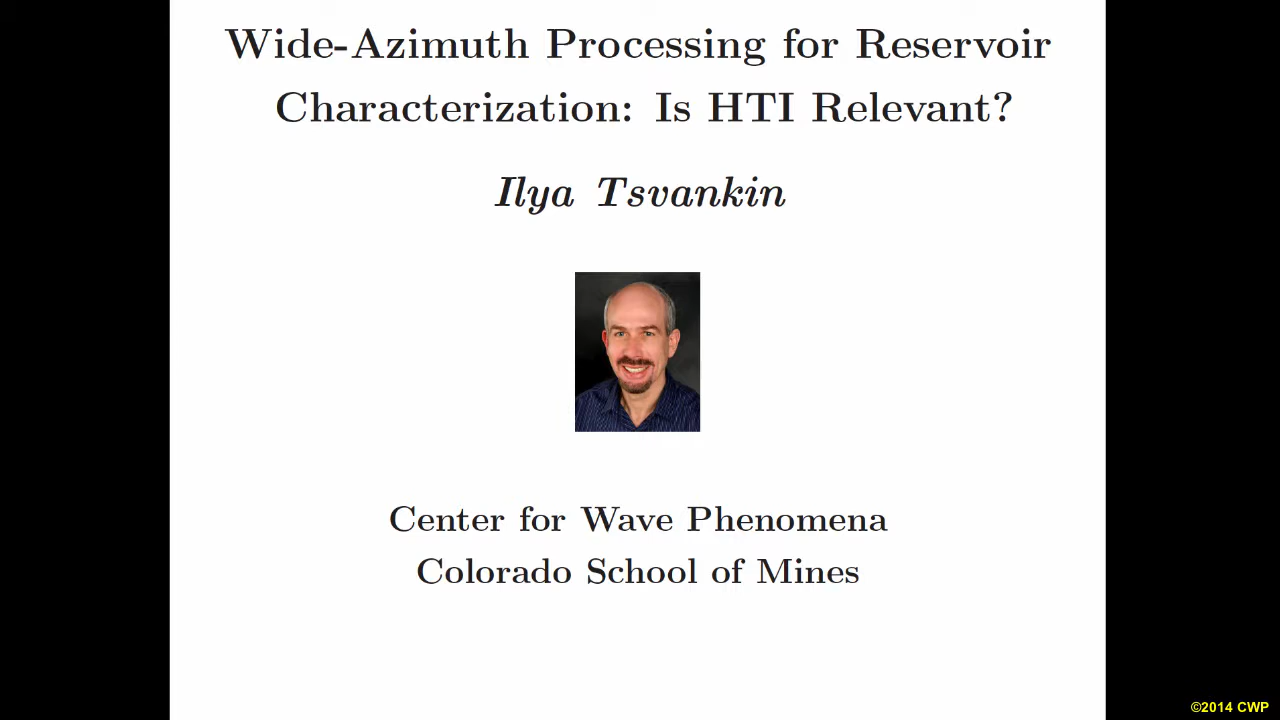 Wide-Azimuth Processing for Reservoir
Characterization: Is HTI Relevant?
Ilya Tsvankin
Center for Wave Phenomena
Colorado School of Mines
©2014 CWP